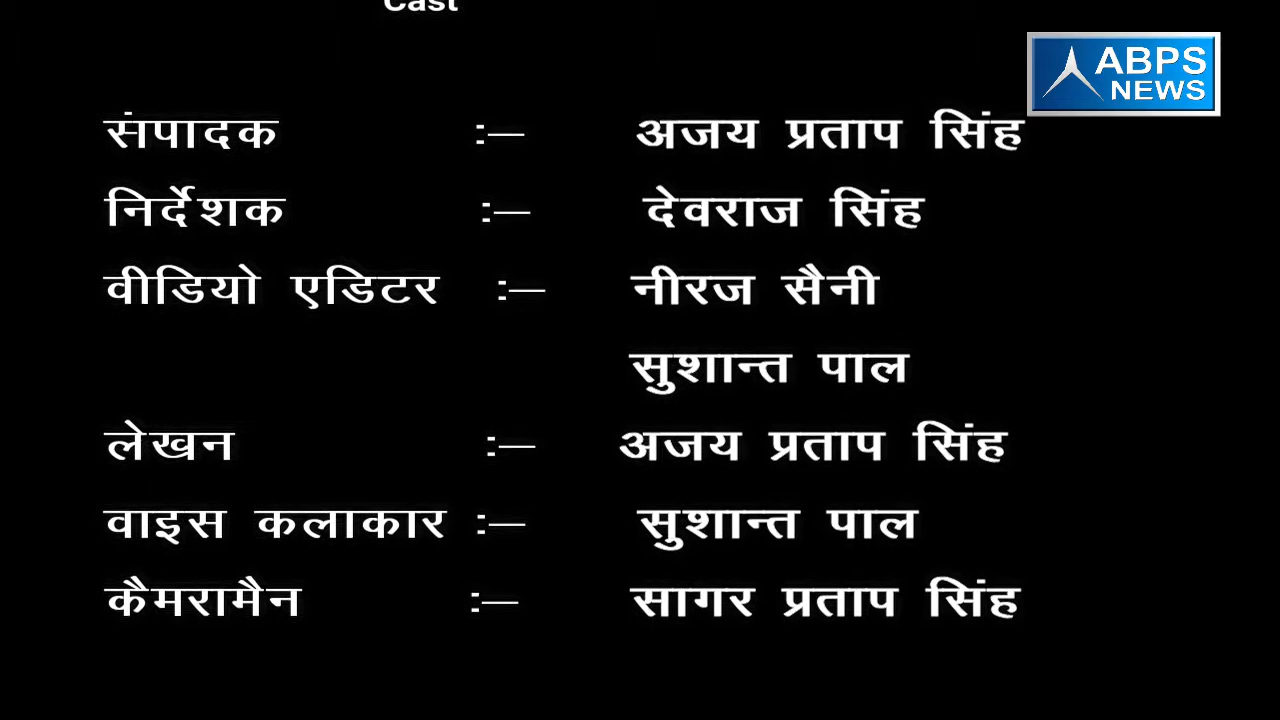 Cast
ABPS
NEWS
संपादक :— अजय प्रताप सिंह
निर्देशक :— देवराज सिंह
वीडियो एडिटर :— नीरज सैनी
सुशान्त पाल
लेखन :— अजय प्रताप सिंह
वाइस कलाकार :— सुशान्त पाल
कैमरामैन :— सागर प्रताप सिंह